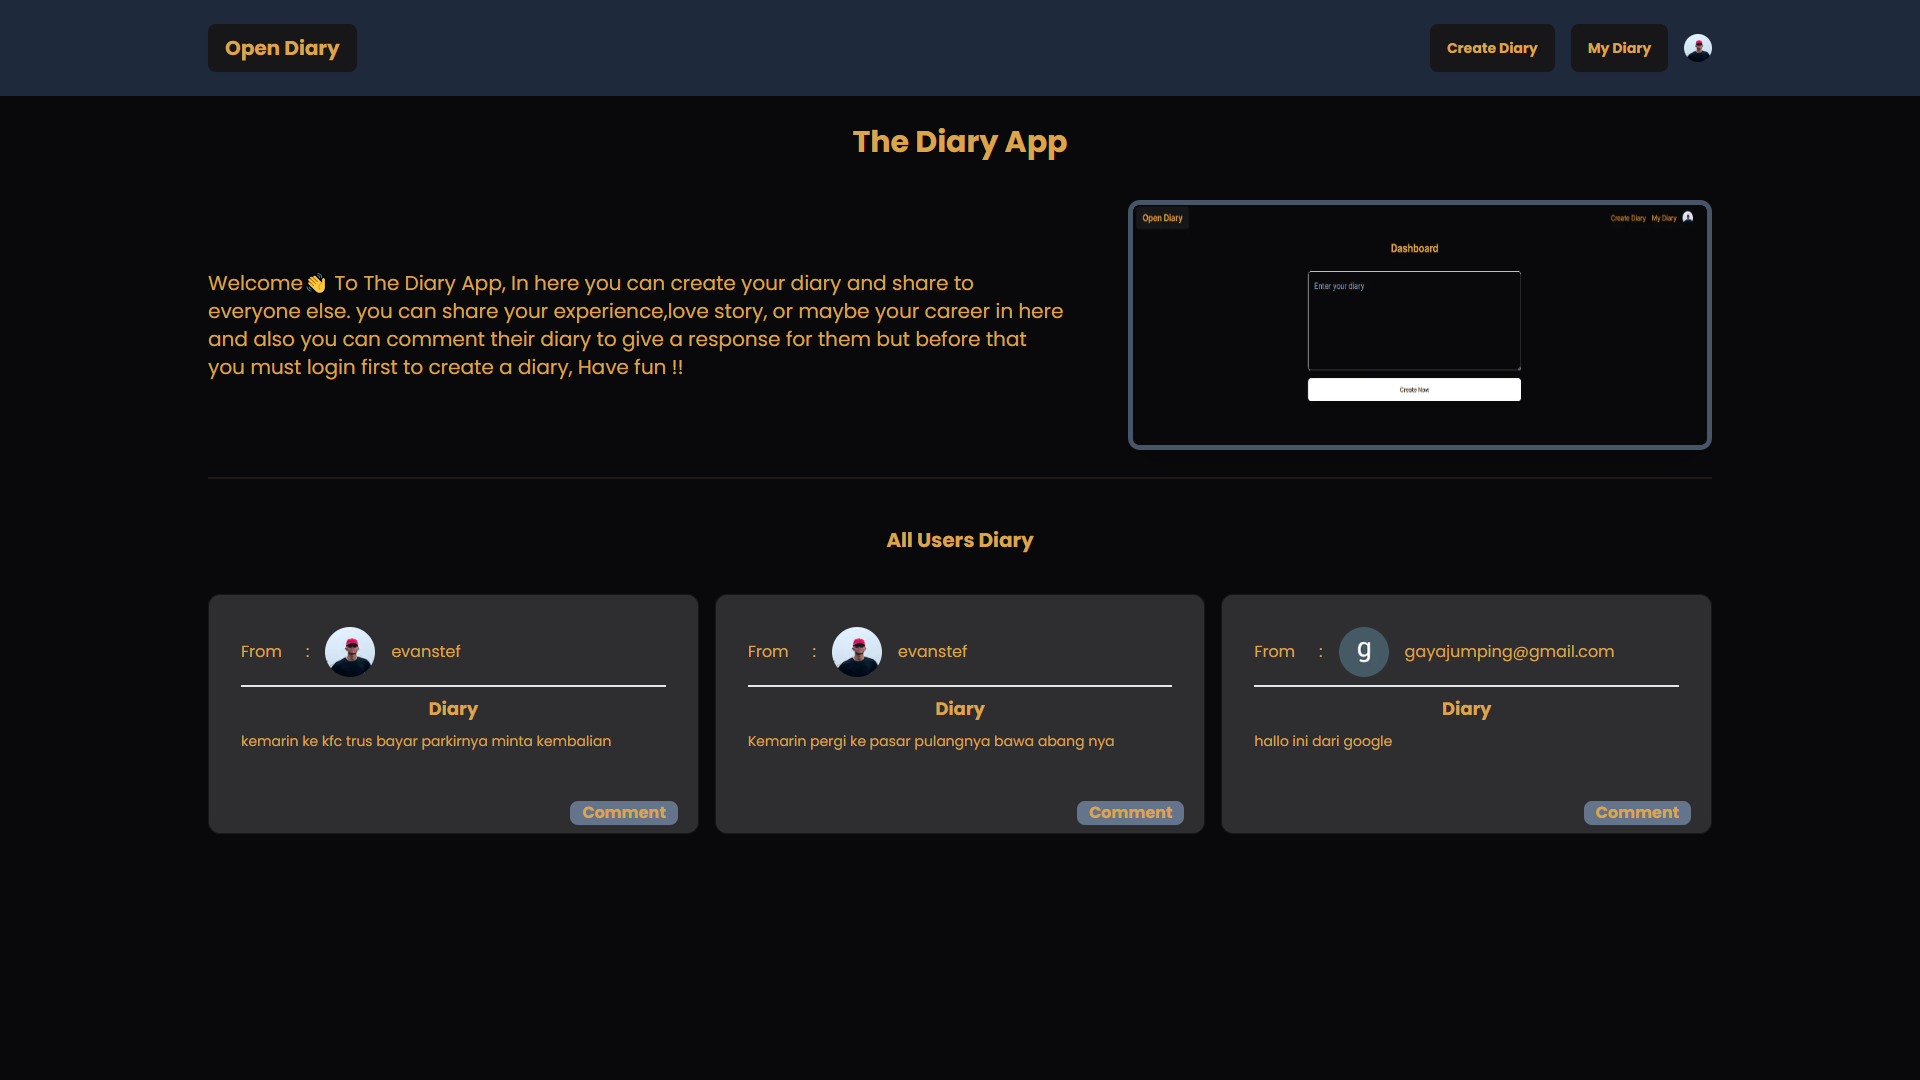 Open Diary
Create Diary
My Diary
The Diary App
Welcome👋 To The Diary App, In here you can create your diary and share to
everyone else. you can share your experience,love story, or maybe your career in here
and also you can comment their diary to give a response for them but before that
you must login first to create a diary, Have fun !!
Open Diary
Create Diary My Diary
Dashboard
Enter your diary
Create Now
All Users Diary
From : evanstef
Diary
kemarin ke kfc trus bayar parkirnya minta kembalian
Comment
From : evanstef
Diary
Kemarin pergi ke pasar pulangnya bawa abang nya
Comment
From : g gayajumping@gmail.com
Diary
hallo ini dari google
Comment